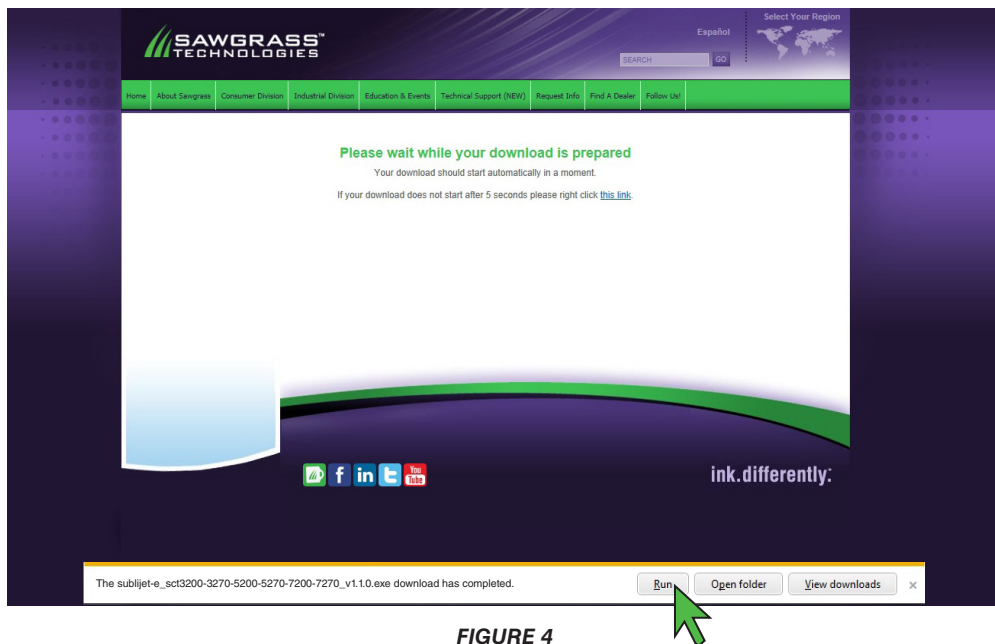 Select Your Region
Español
SAWGRASS™
TECHNOLOGIES
SEARCH GO
Home About Sawgrass Consumer Division Industrial Division Education & Events Technical Support (NEW) Request Info Find A Dealer Follow Us!
Please wait while your download is prepared
Your download should start automatically in a moment.
If your download does not start after 5 seconds please right click this link.
f in t You Tube
ink.differently:
The sublijet-e_sct3200-3270-5200-5270-7200-7270_v1.1.0.exe download has completed. Run Open folder View downloads ×
FIGURE 4